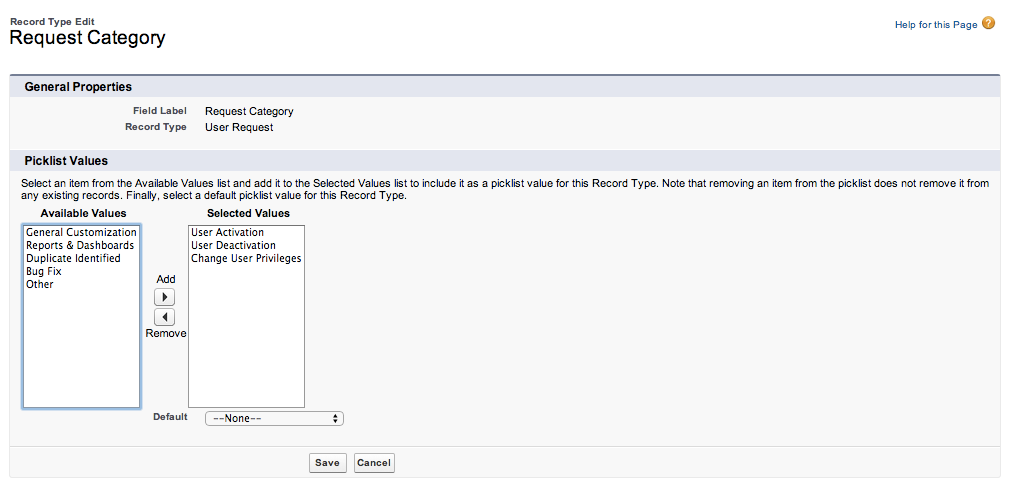 Record Type Edit
Request Category
Help for this Page ?
General Properties
Field Label Request Category
Record Type User Request
Picklist Values
Select an item from the Available Values list and add it to the Selected Values list to include it as a picklist value for this Record Type. Note that removing an item from the picklist does not remove it from
any existing records. Finally, select a default picklist value for this Record Type.
Available Values
General Customization
Reports & Dashboards
Duplicate Identified
Bug Fix
Other
Add
Remove
Selected Values
User Activation
User Deactivation
Change User Privileges
Default --None--
Save Cancel